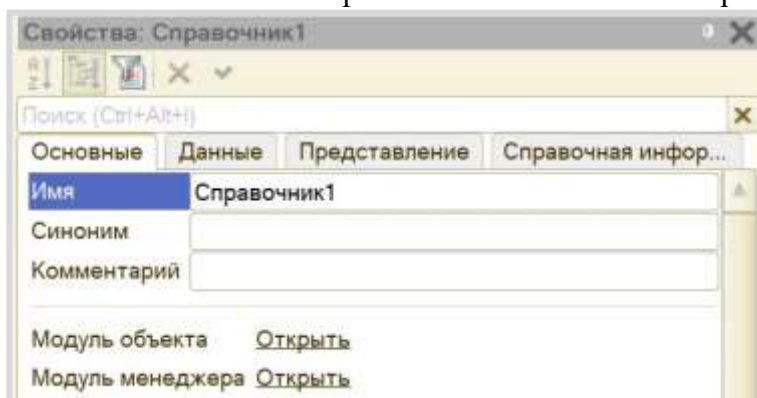 Свойства: Справочник1
Поиск (Ctrl+Alt+I)
Основные Данные Представление Справочная инфор...
Имя Справочник1
Синоним
Комментарий
Модуль объекта Открыть
Модуль менеджера Открыть